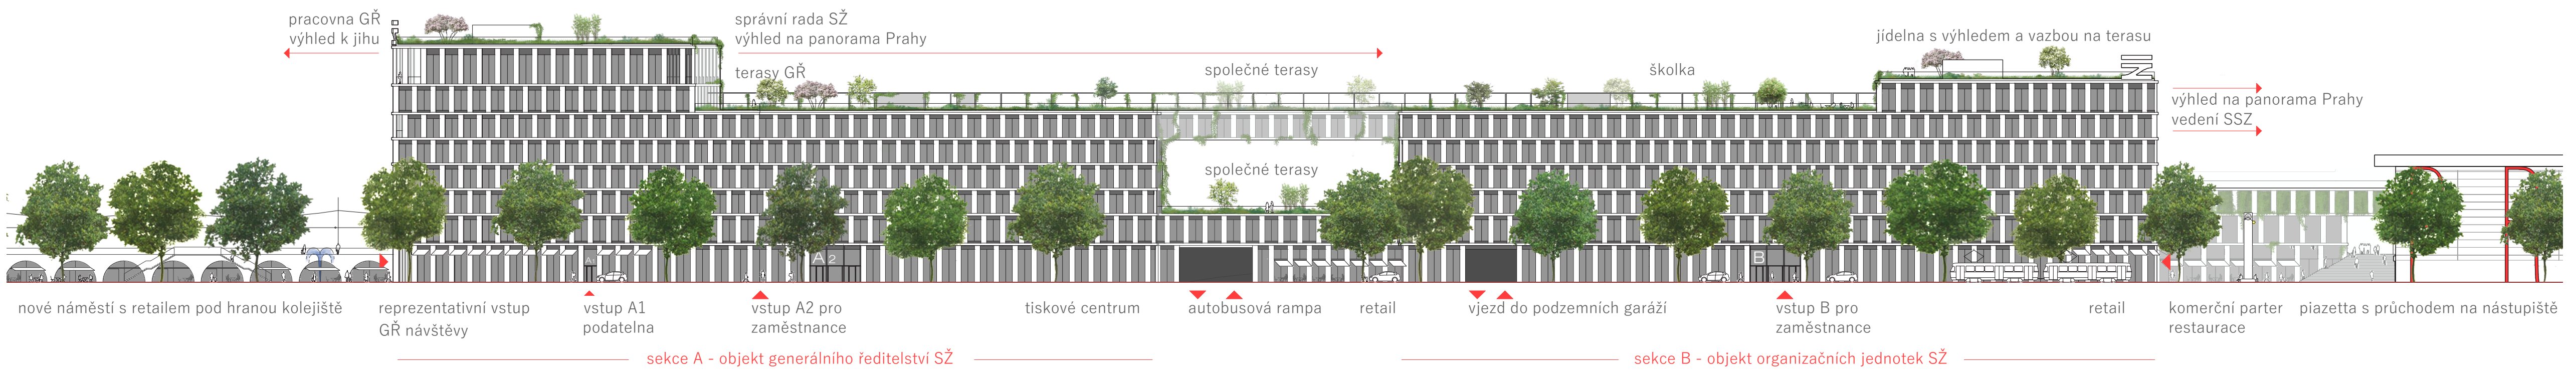 pracovna GŘ
výhled k jihu
správní rada SŽ
výhled na panorama Prahy
terasy GŘ
společné terasy
školka
jídelna s výhledem a vazbou na terasu
IN
výhled na panorama Prahy
vedení SSZ
společné terasy
A1
A2
B
nové náměstí s retailem pod hranou kolejiště
reprezentativní vstup
GŘ návštěvy
vstup A1
podatelna
vstup A2 pro
zaměstnance
tiskové centrum
autobusová rampa
retail
vjezd do podzemních garáží
vstup B pro
zaměstnance
retail
komerční parter
restaurace
piazetta s průchodem na nástupiště
sekce A - objekt generálního ředitelství SŽ
sekce B - objekt organizačních jednotek SŽ